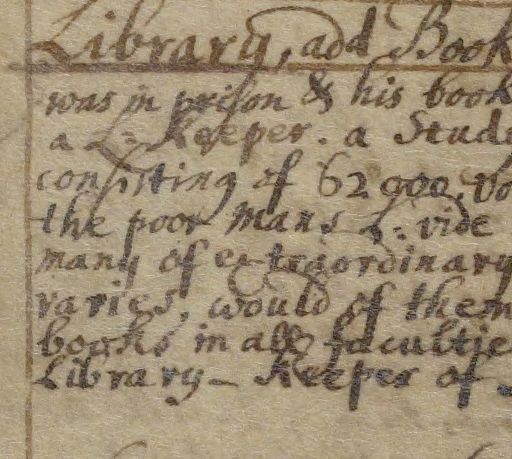 Library, add Book
was in prison & his book
a L: Keeper. a Stud
consisting of 62000. vo
the poor mans L: vide
many of extraordinary
raries, would of them
books in all facultie
Library-Keeper of